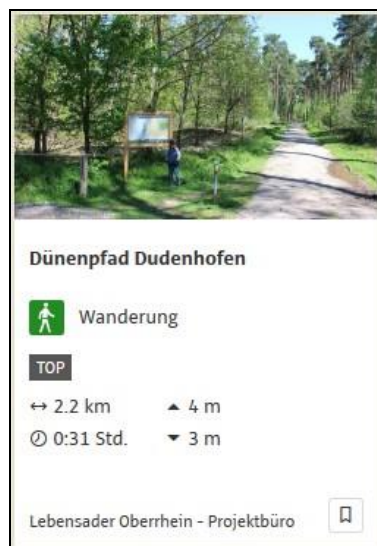 Dünenpfad Dudenhofen
Wanderung
TOP
2.2 km 4 m
0:31 Std. 3 m
Lebensader Oberrhein - Projektbüro